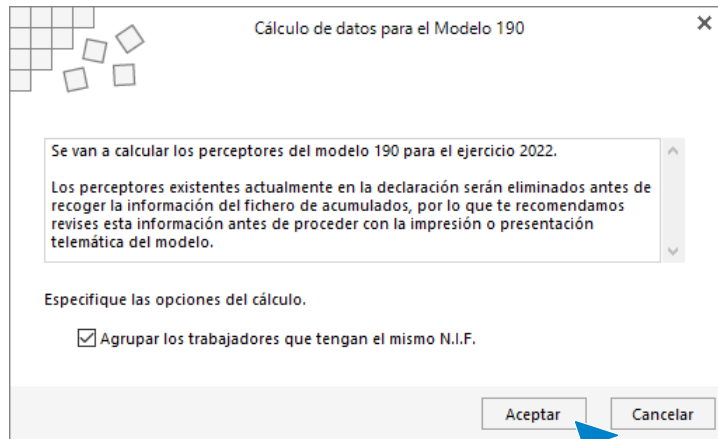 Cálculo de datos para el Modelo 190
Se van a calcular los perceptores del modelo 190 para el ejercicio 2022.
Los perceptores existentes actualmente en la declaración serán eliminados antes de
recoger la información del fichero de acumulados, por lo que te recomendamos
revises esta información antes de proceder con la impresión o presentación
telemática del modelo.
Especifique las opciones del cálculo.
Agrupar los trabajadores que tengan el mismo N.I.F.
Aceptar
Cancelar